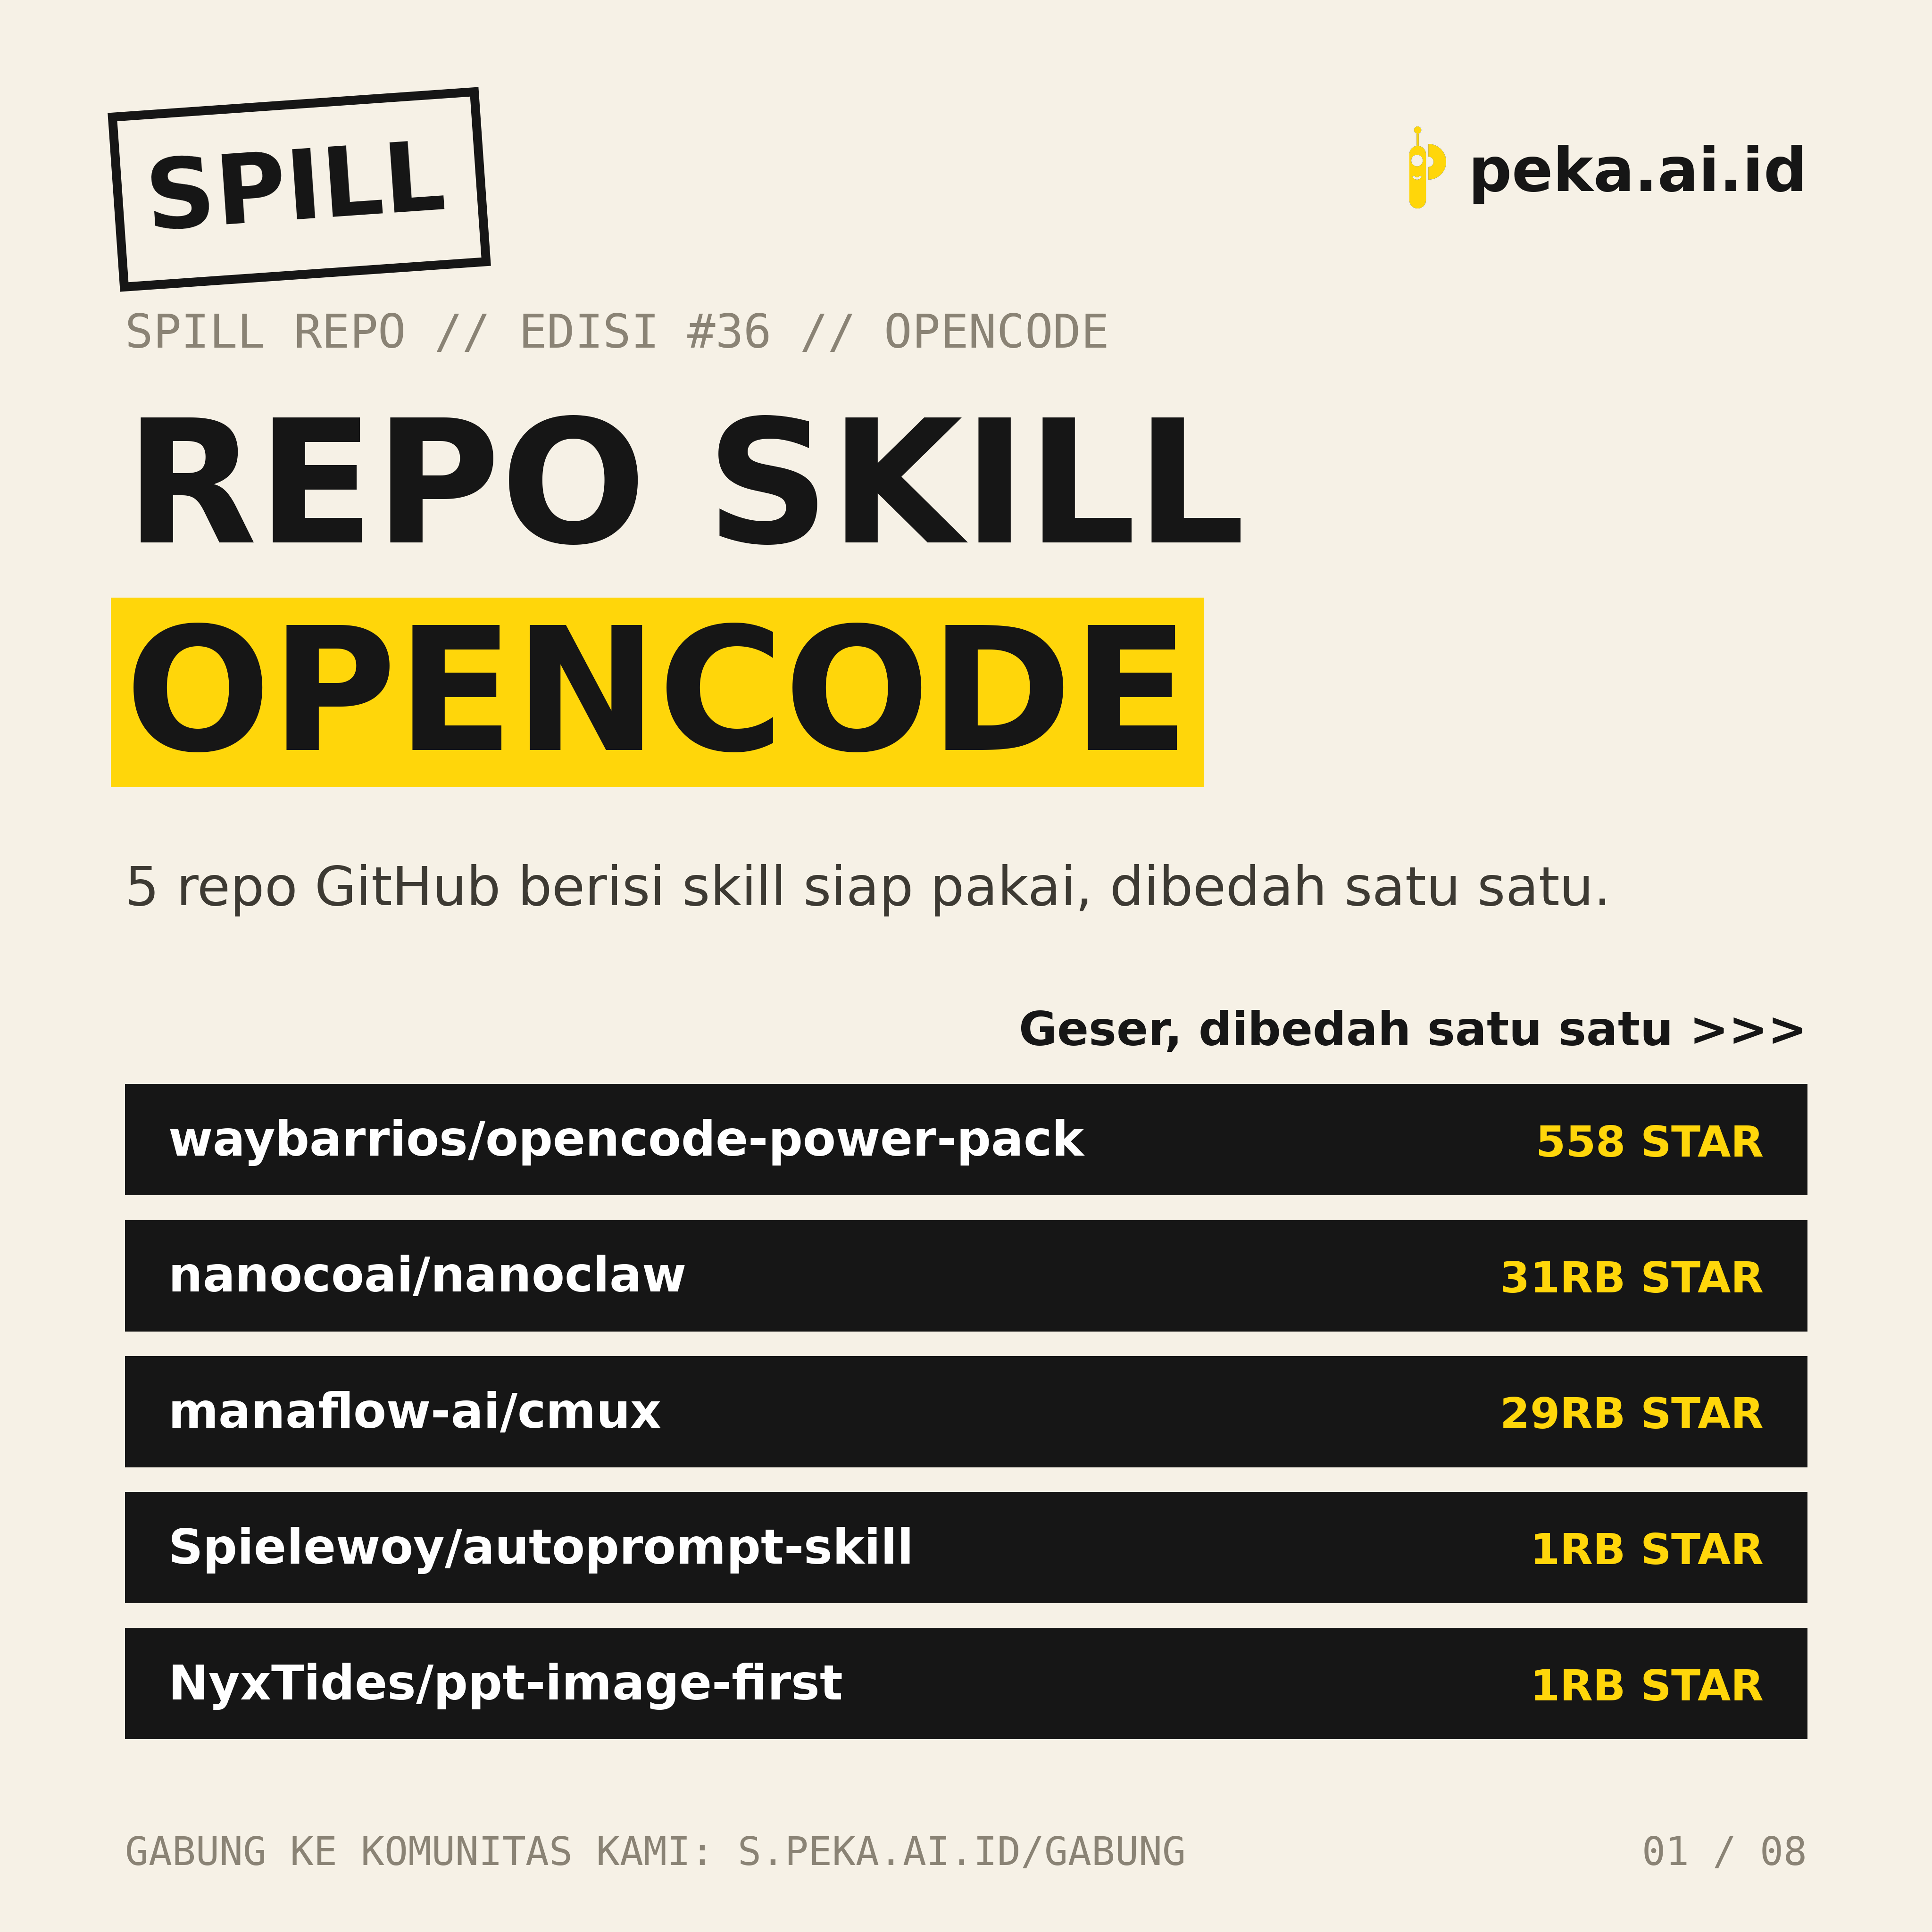 SPILL
peka.ai.id
SPILL REPO // EDISI #36 // OPENCODE
REPO SKILL
OPENCODE
5 repo GitHub berisi skill siap pakai, dibedah satu satu.
Geser, dibedah satu satu >>>
waybarrios/opencode-power-pack 558 STAR
nanocoai/nanoclaw 31RB STAR
manaflow-ai/cmux 29RB STAR
Spielewoy/autoprompt-skill 1RB STAR
NyxTides/ppt-image-first 1RB STAR
GABUNG KE KOMUNITAS KAMI: S.PEKA.AI.ID/GABUNG 01 / 08